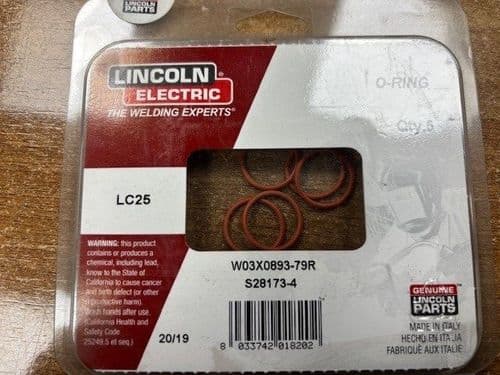 LINCOLN
PARTS
LINCOLN®
ELECTRIC
THE WELDING EXPERTS®
O-RING
Qty.5
LC25
WARNING: this product
contains or produces a
chemical, including lead,
know to the State of
California to cause cancer
and birth defect (or other
reproductive harm).
Wash hands after use.
(California Health and
Safety Code
25249.5 et seq.)
W03X0893-79R
S28173-4
20/19
8 033742 018202
GENUINE
LINCOLN
PARTS
MADE IN ITALY
HECHO EN ITALIA
FABRIQUÉ AUX ITALIE